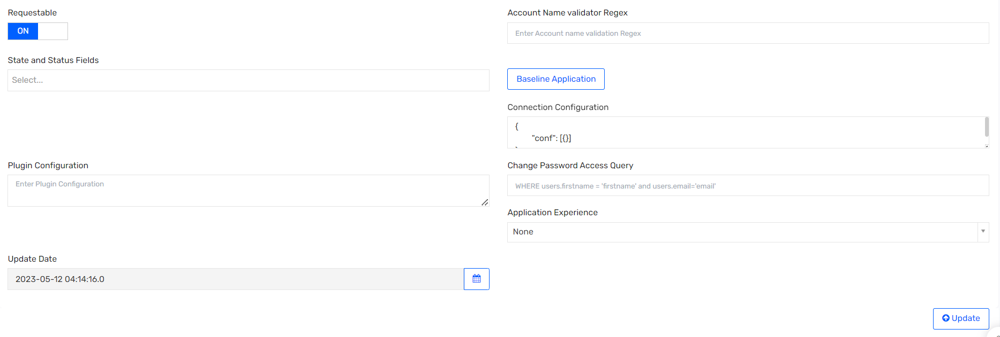 Requestable
ON
Account Name validator Regex
Enter Account name validation Regex
State and Status Fields
Select...
Baseline Application
Connection Configuration
{
"conf": [{}]
Plugin Configuration
Enter Plugin Configuration
Change Password Access Query
WHERE users.firstname = 'firstname' and users.email='email'
Application Experience
None
Update Date
2023-05-12 04:14:16.0
Update